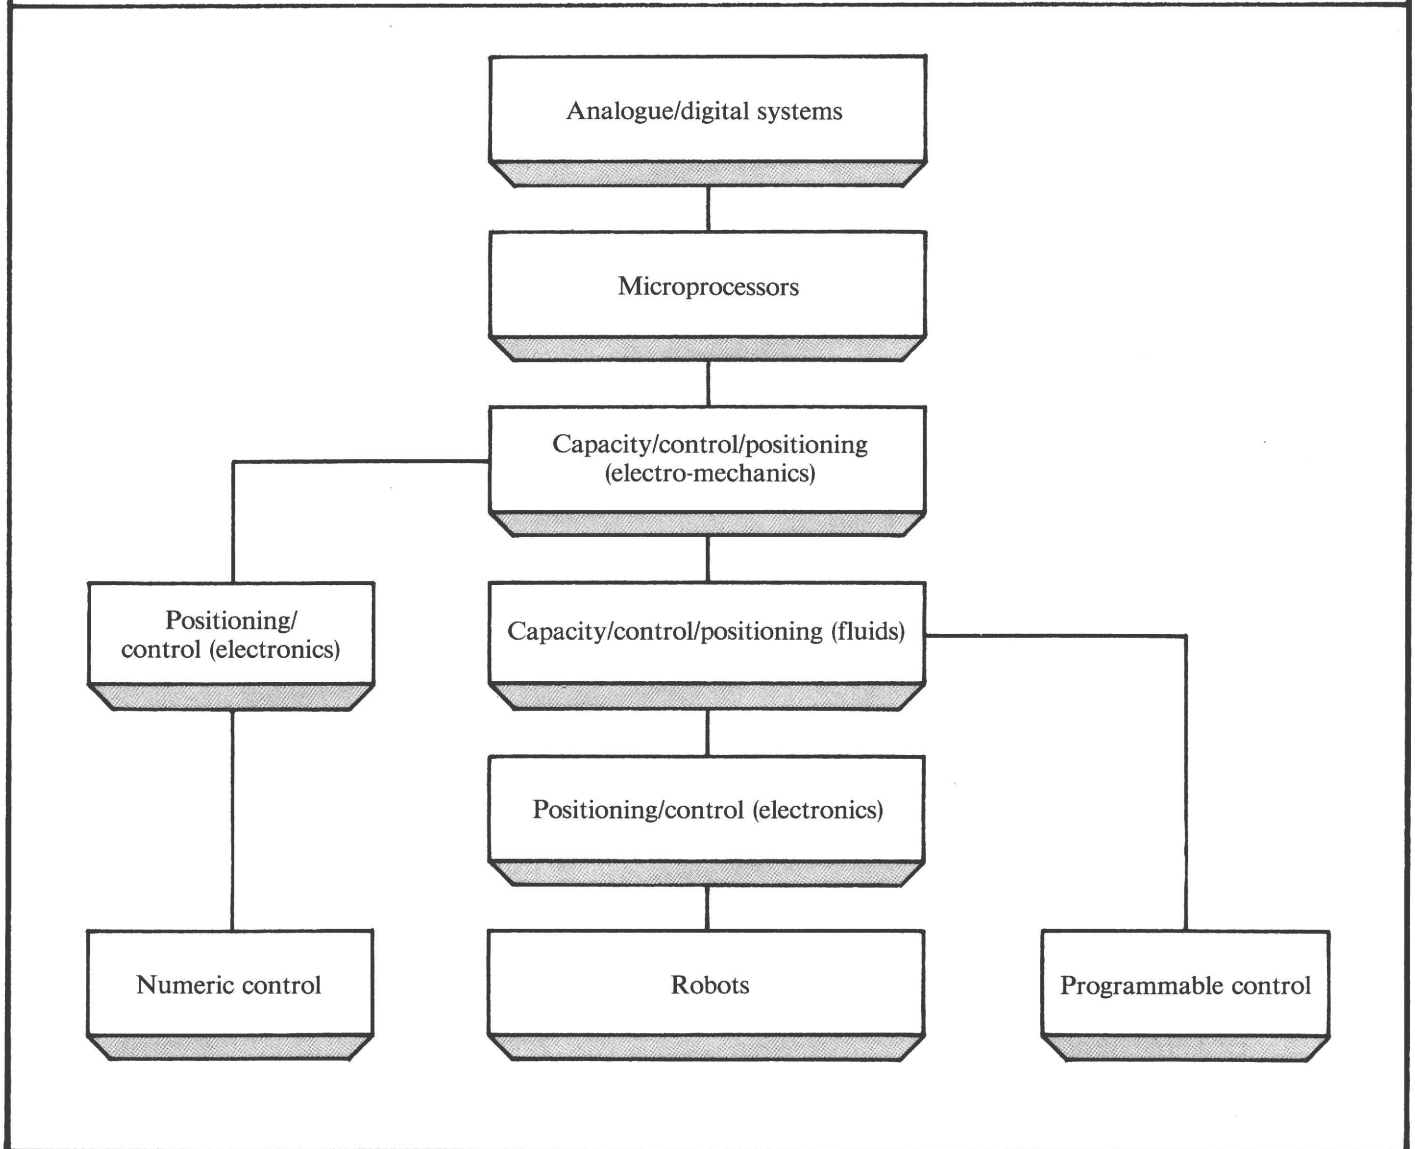 Analogue/digital systems
Microprocessors
Capacity/control/positioning
(electro-mechanics)
Positioning/
control (electronics)
Capacity/control/positioning (fluids)
Positioning/control (electronics)
Numeric control
Robots
Programmable control